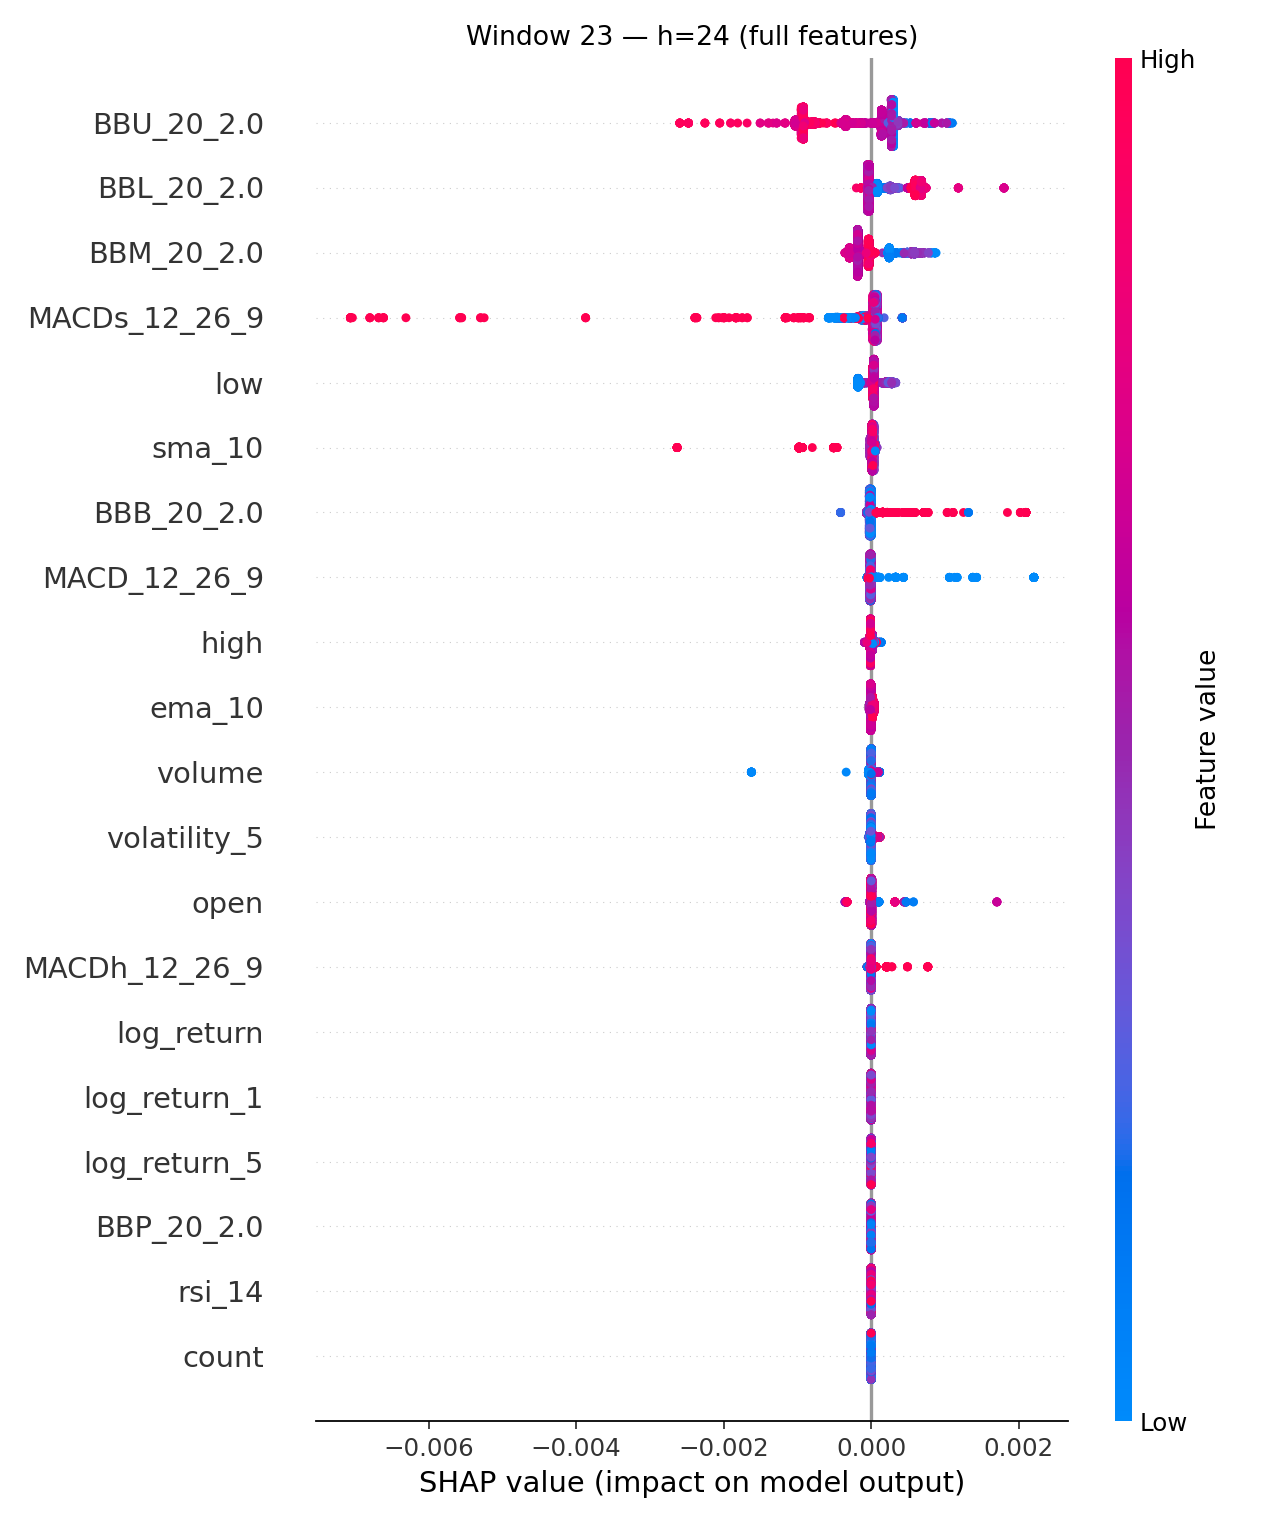 Window 23 — h=24 (full features)
High
BBU_20_2.0
BBL_20_2.0
BBM_20_2.0
MACDs_12_26_9
low
sma_10
BBB_20_2.0
MACD_12_26_9
high
ema_10
volume
volatility_5
open
MACDh_12_26_9
log_return
log_return_1
log_return_5
BBP_20_2.0
rsi_14
count
Feature value
Low
−0.006 −0.004 −0.002 0.000 0.002
SHAP value (impact on model output)